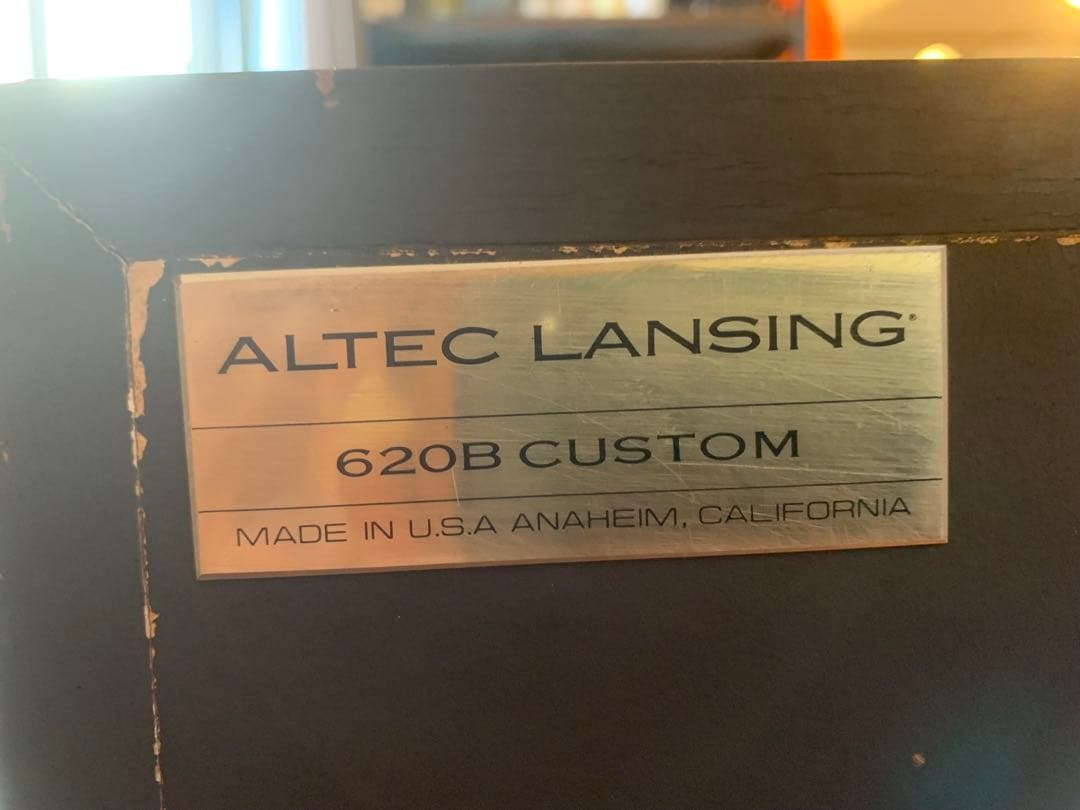 ALTEC LANSING®
620B CUSTOM
MADE IN U.S.A ANAHEIM, CALIFORNIA